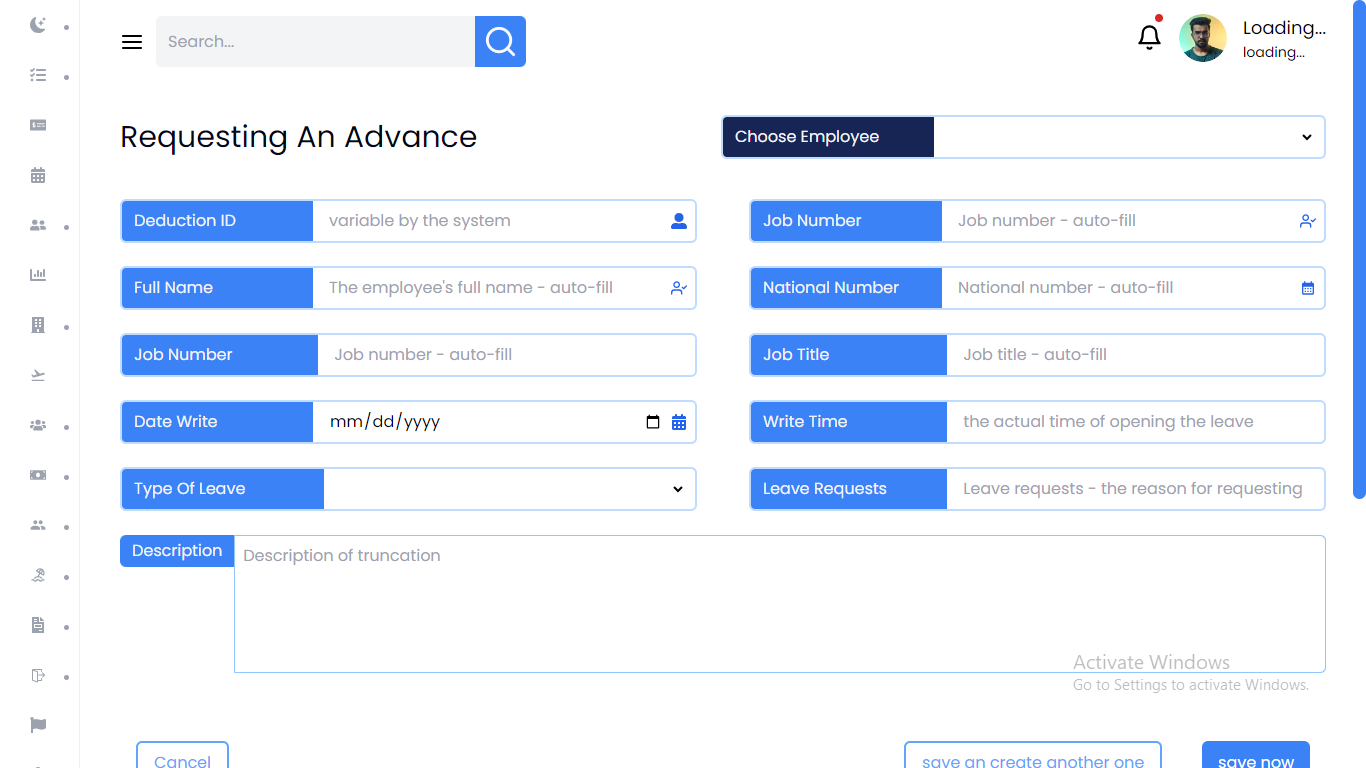 Search...
Loading...
loading...
Requesting An Advance
Choose Employee
Deduction ID variable by the system
Job Number Job number - auto-fill
Full Name The employee's full name - auto-fill
National Number National number - auto-fill
Job Number Job number - auto-fill
Job Title Job title - auto-fill
Date Write mm/dd/yyyy
Write Time the actual time of opening the leave
Type Of Leave
Leave Requests Leave requests - the reason for requesting
Description Description of truncation
Activate Windows
Go to Settings to activate Windows.
Cancel
save an create another one
save now